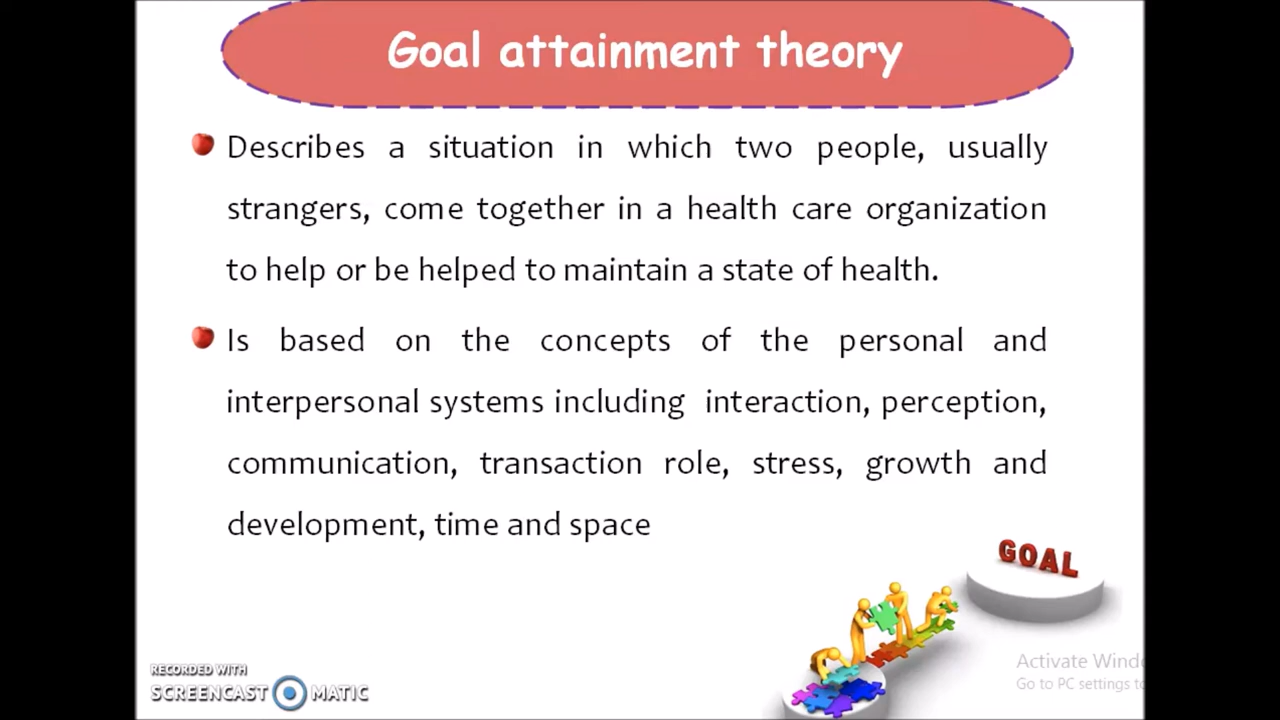 Goal attainment theory
Describes a situation in which two people, usually
strangers, come together in a health care organization
to help or be helped to maintain a state of health.
Is based on the concepts of the personal and
interpersonal systems including interaction, perception,
communication, transaction role, stress, growth and
development, time and space
GOAL
RECORDED WITH
SCREENCAST MATIC
Activate Windo
Go to PC settings to